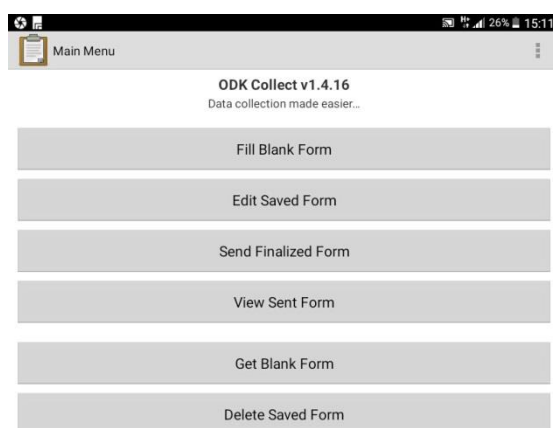 H+ 26% 15:11
Main Menu
ODK Collect v1.4.16
Data collection made easier...
Fill Blank Form
Edit Saved Form
Send Finalized Form
View Sent Form
Get Blank Form
Delete Saved Form